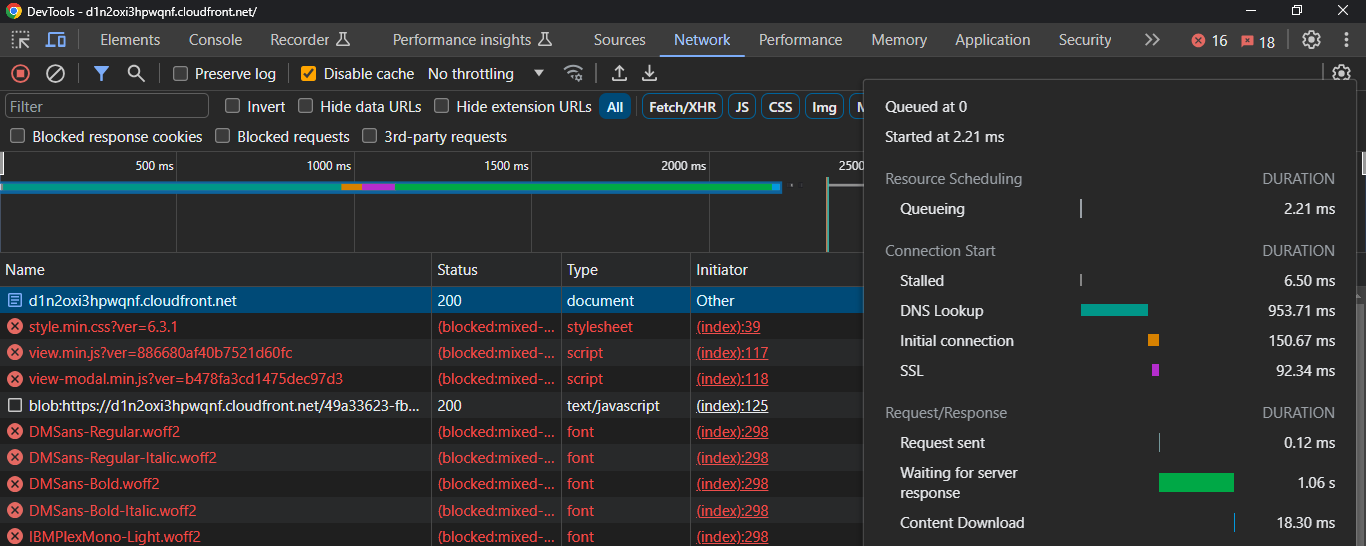 DevTools - d1n2oxi3hpwqnf.cloudfront.net/
Elements Console Recorder Performance insights Sources Network Performance Memory Application Security 16 18
Preserve log Disable cache No throttling
Filter Invert Hide data URLs Hide extension URLs All Fetch/XHR JS CSS Img
Blocked response cookies Blocked requests 3rd-party requests
500 ms 1000 ms 1500 ms 2000 ms 2500
Name Status Type Initiator
d1n2oxi3hpwqnf.cloudfront.net 200 document Other
style.min.css?ver=6.3.1 (blocked:mixed-... stylesheet (index):39
view.min.js?ver=886680af40b7521d60fc (blocked:mixed-... script (index):117
view-modal.min.js?ver=b478fa3cd1475dec97d3 (blocked:mixed-... script (index):118
blob:https://d1n2oxi3hpwqnf.cloudfront.net/49a33623-fb... 200 text/javascript (index):125
DMSans-Regular.woff2 (blocked:mixed-... font (index):298
DMSans-Regular-Italic.woff2 (blocked:mixed-... font (index):298
DMSans-Bold.woff2 (blocked:mixed-... font (index):298
DMSans-Bold-Italic.woff2 (blocked:mixed-... font (index):298
IBMPlexMono-Light.woff2 (blocked:mixed-... font (index):298
Queued at 0
Started at 2.21 ms
Resource Scheduling DURATION
Queueing 2.21 ms
Connection Start DURATION
Stalled 6.50 ms
DNS Lookup 953.71 ms
Initial connection 150.67 ms
SSL 92.34 ms
Request/Response DURATION
Request sent 0.12 ms
Waiting for server
response 1.06 s
Content Download 18.30 ms